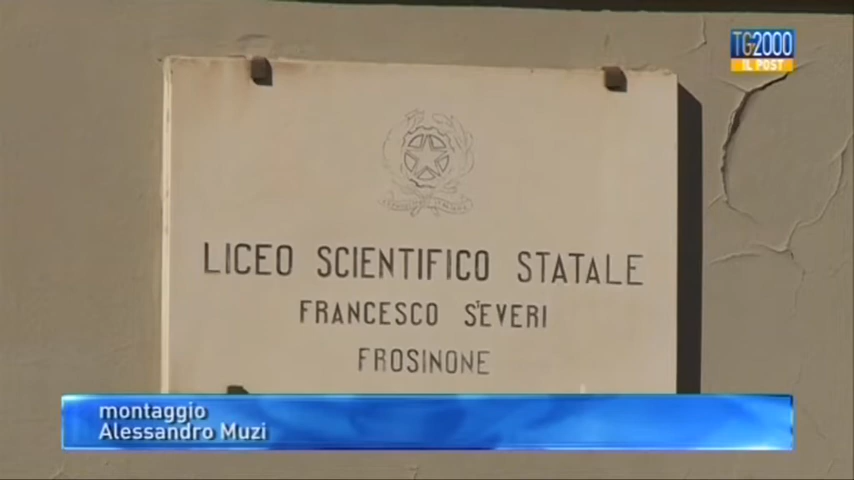 TG2000
IL POST
LICEO SCIENTIFICO STATALE
FRANCESCO SEVERI
FROSINONE
montaggio
Alessandro Muzi